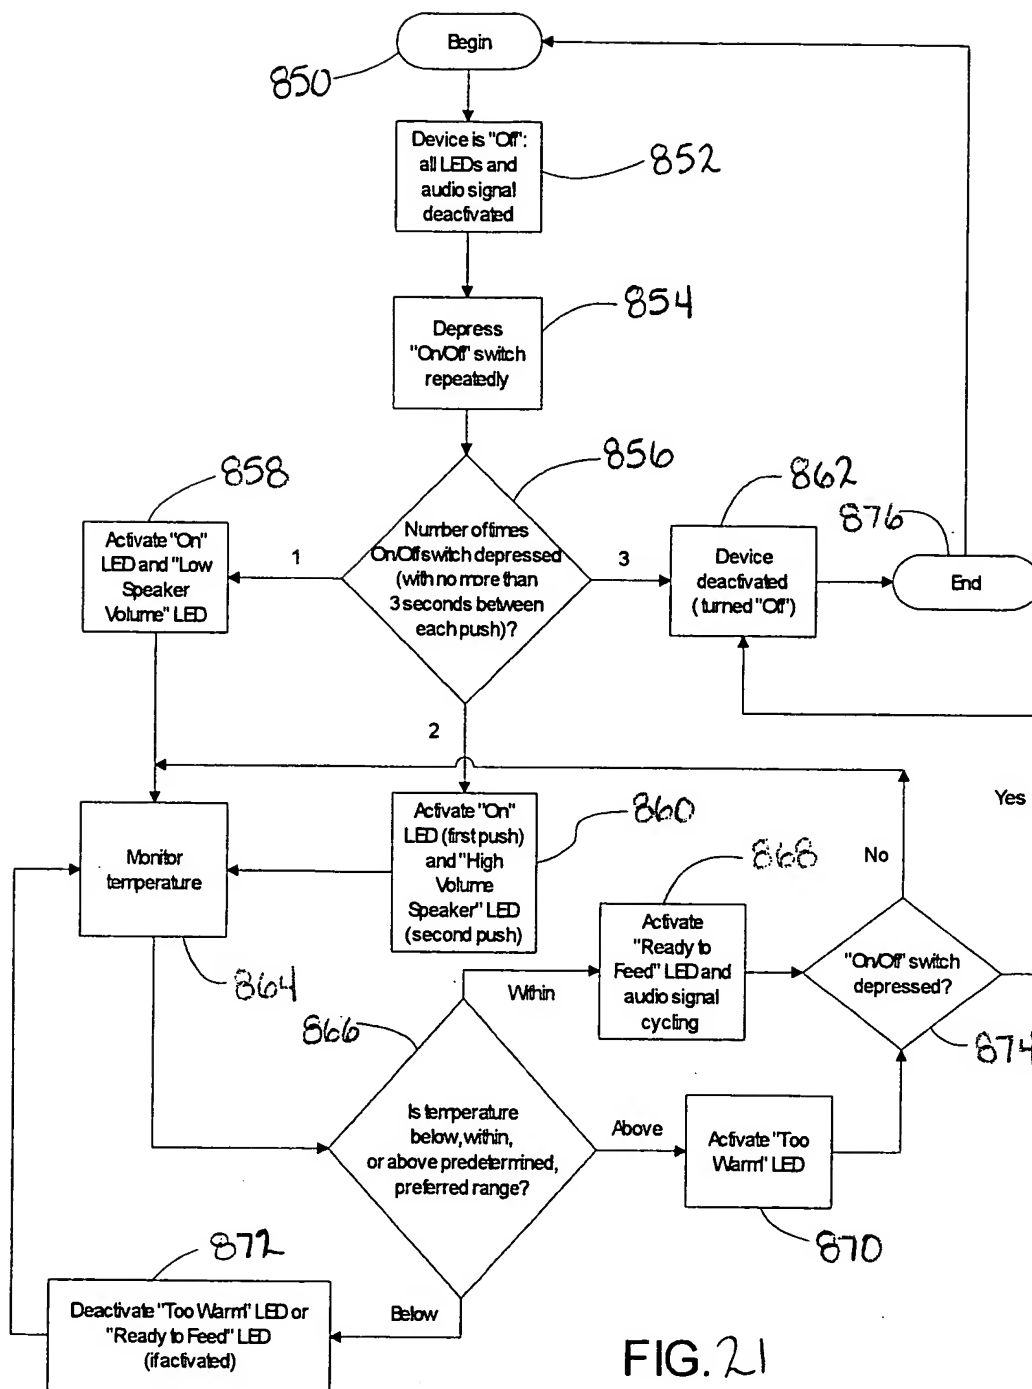 Begin
850
Device is "Off":
all LEDs and
audio signal
deactivated
852
Depress
"On/Off" switch
repeatedly
854
Number of times
On/Off switch depressed
(with no more than
3 seconds between
each push)?
856
1
2
3
Activate "On"
LED and "Low
Speaker
Volume" LED
858
Device
deactivated
(turned "Off")
862
End
876
Monitor
temperature
864
Activate "On"
LED (first push)
and "High
Volume
Speaker" LED
(second push)
860
Yes
No
Activate
"Ready to
Feed" LED and
audio signal
cycling
868
"On/Off" switch
depressed?
874
Within
866
Is temperature
below, within,
or above predetermined,
preferred range?
Above
Activate "Too
Warm" LED
870
Below
872
Deactivate "Too Warm" LED or
"Ready to Feed" LED
(if activated)
FIG. 21